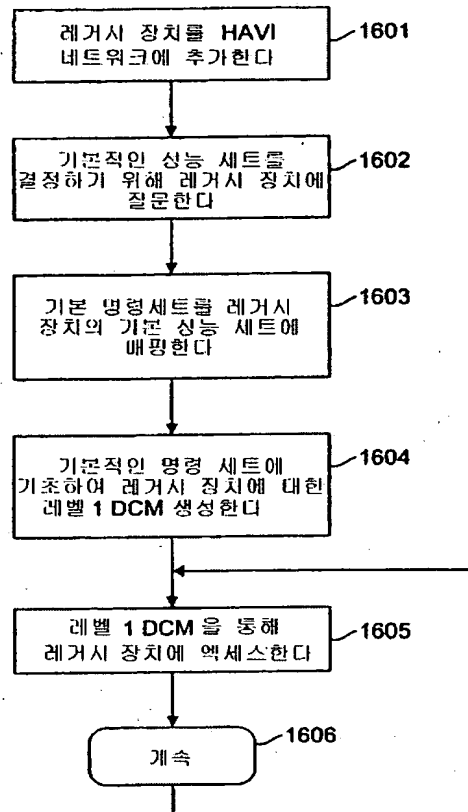 레거시 장치를 HAVI
네트워크에 추가한다
1601
기본적인 성능 세트를
결정하기 위해 레거시 장치에
질문한다
1602
기본 명령세트를 레거시
장치의 기본 성능 세트에
매핑한다
1603
기본적인 명령 세트에
기초하여 레거시 장치에 대한
레벨 1 DCM 생성한다
1604
레벨 1 DCM 을 통해
레거시 장치에 엑세스한다
1605
계속
1606